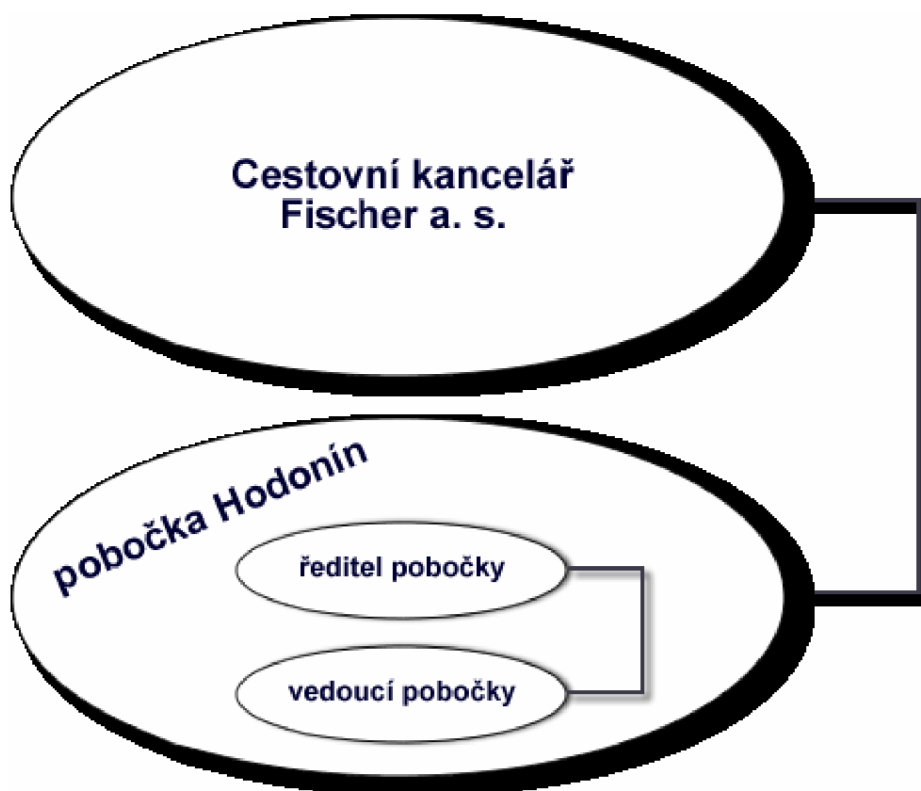 Cestovní kancelář
Fischer a. s.
pobočka Hodonín
ředitel pobočky
vedoucí pobočky